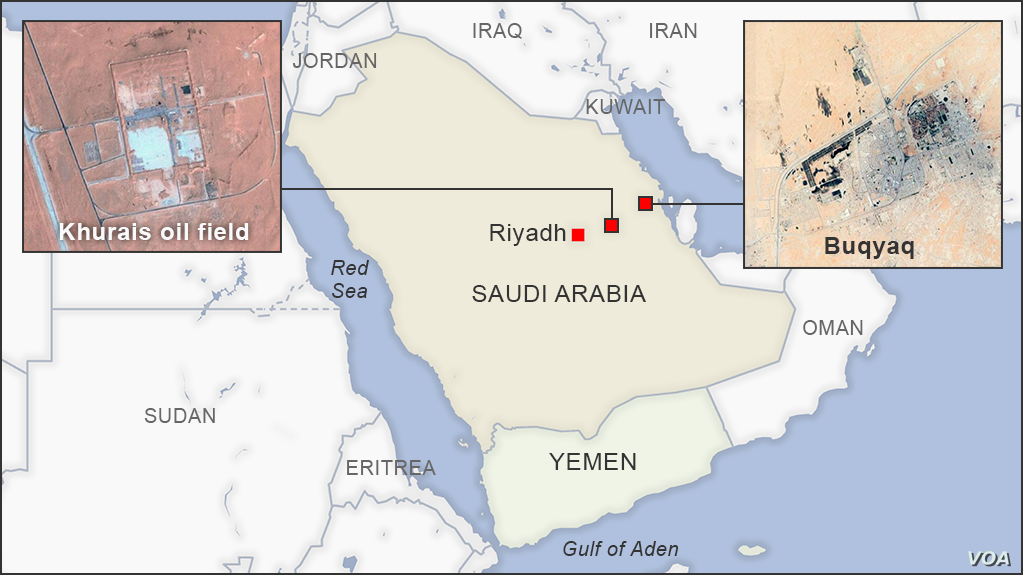 IRAQ
IRAN
JORDAN
KUWAIT
Khurais oil field
Buqyaq
Riyadh
Red
Sea
SAUDI ARABIA
OMAN
SUDAN
ERITREA
YEMEN
Gulf of Aden
VOA